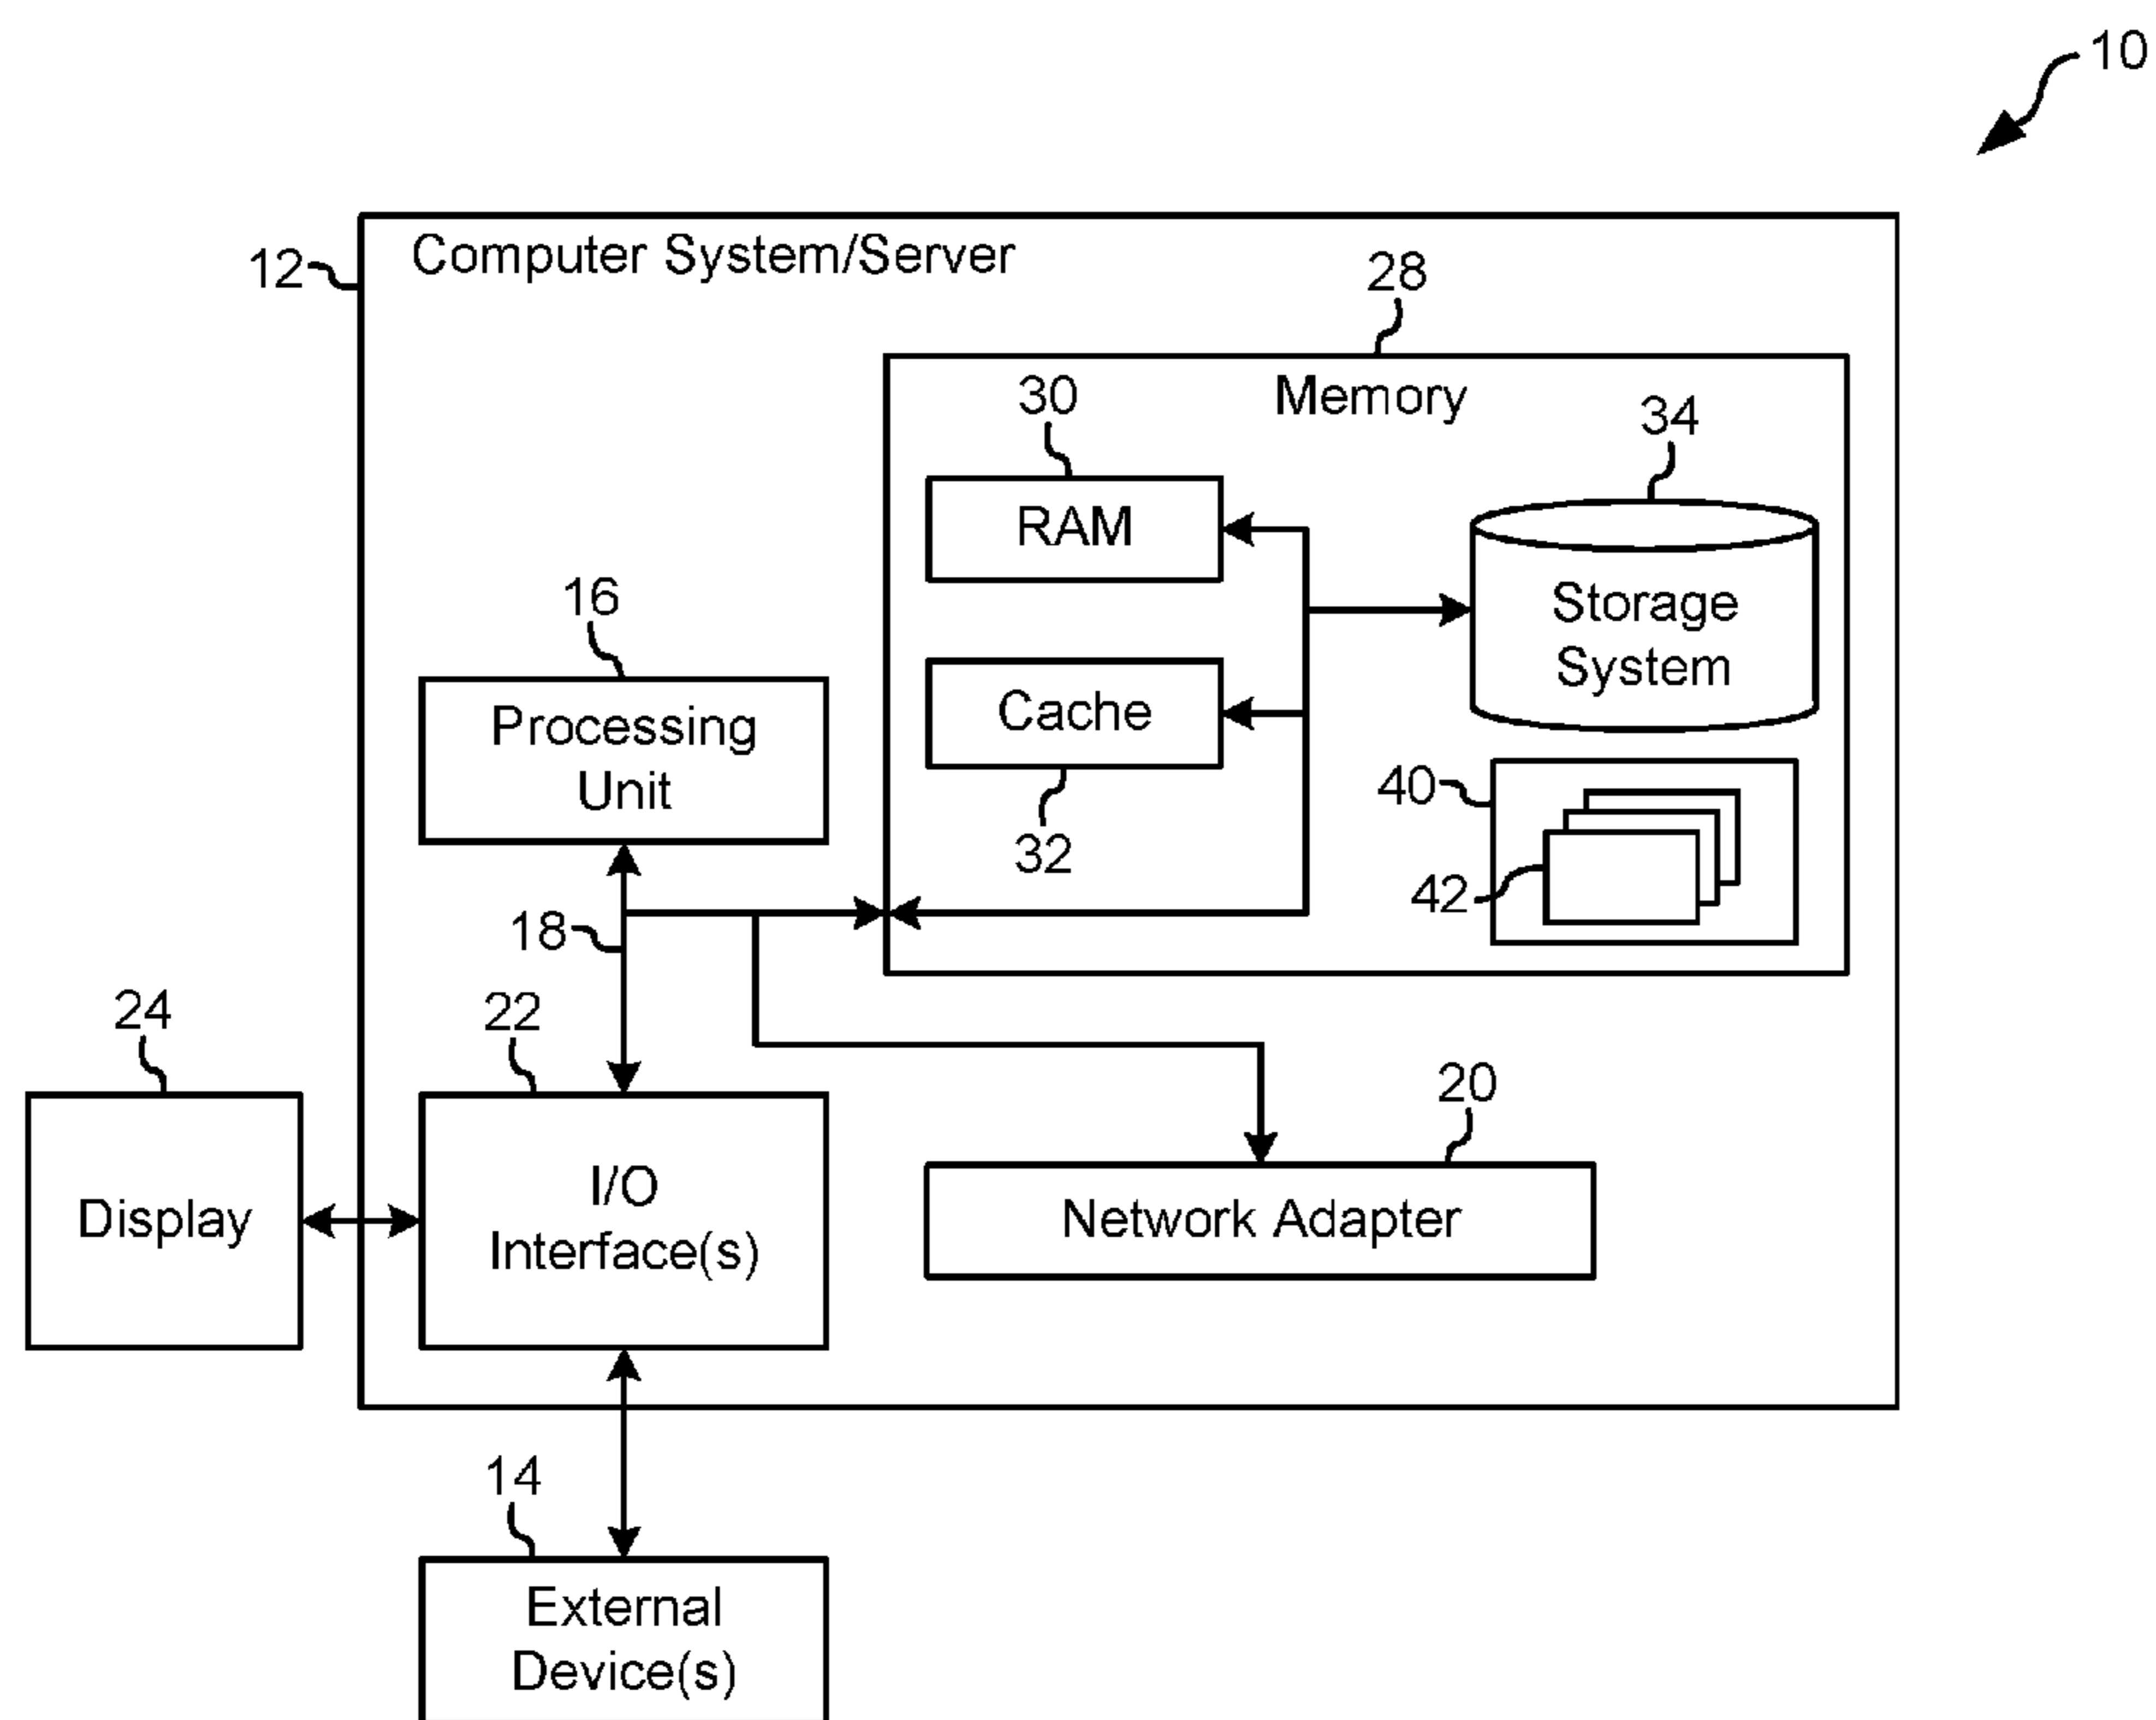 10
12
Computer System/Server
28
30
Memory
34
RAM
Storage
System
16
Processing
Unit
Cache
32
40
42
18
24
22
20
Display
I/O
Interface(s)
Network Adapter
14
External
Device(s)